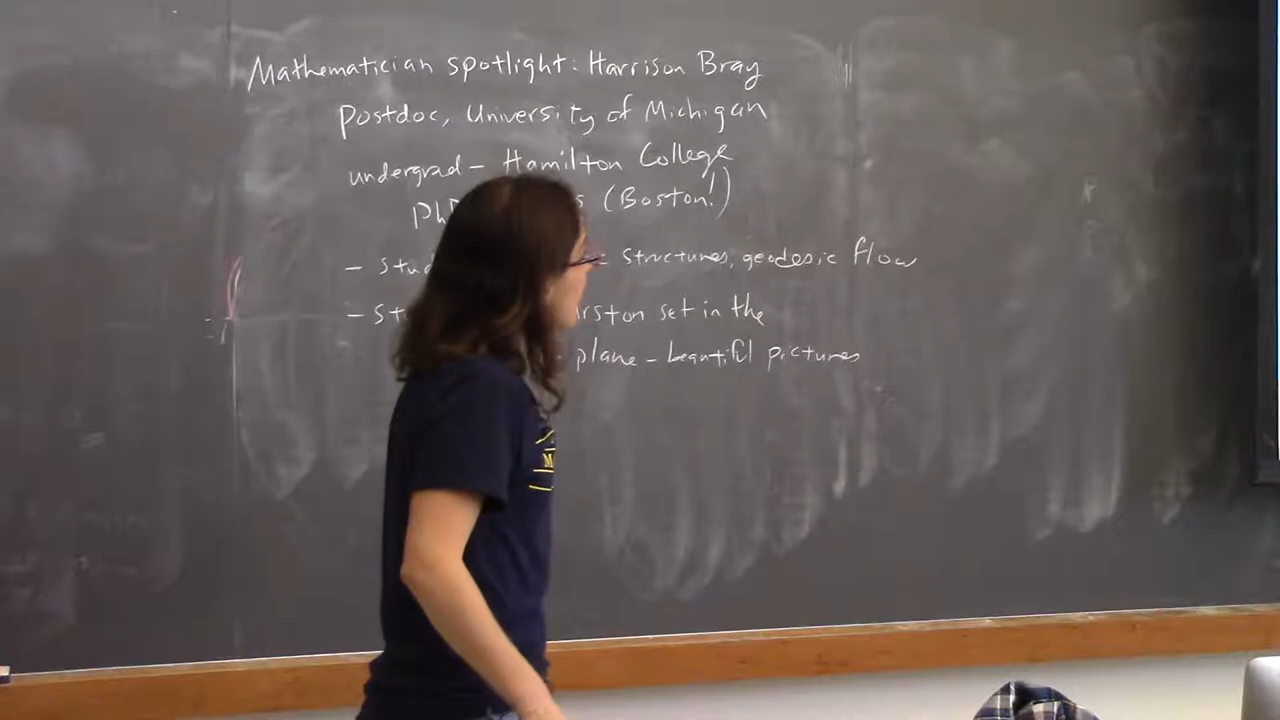 Mathematician spotlight: Harrison Bray
Postdoc, University of Michigan
undergrad - Hamilton College
(Boston!)
- structures, geodesic flow
- set in the
plane - beautiful pictures